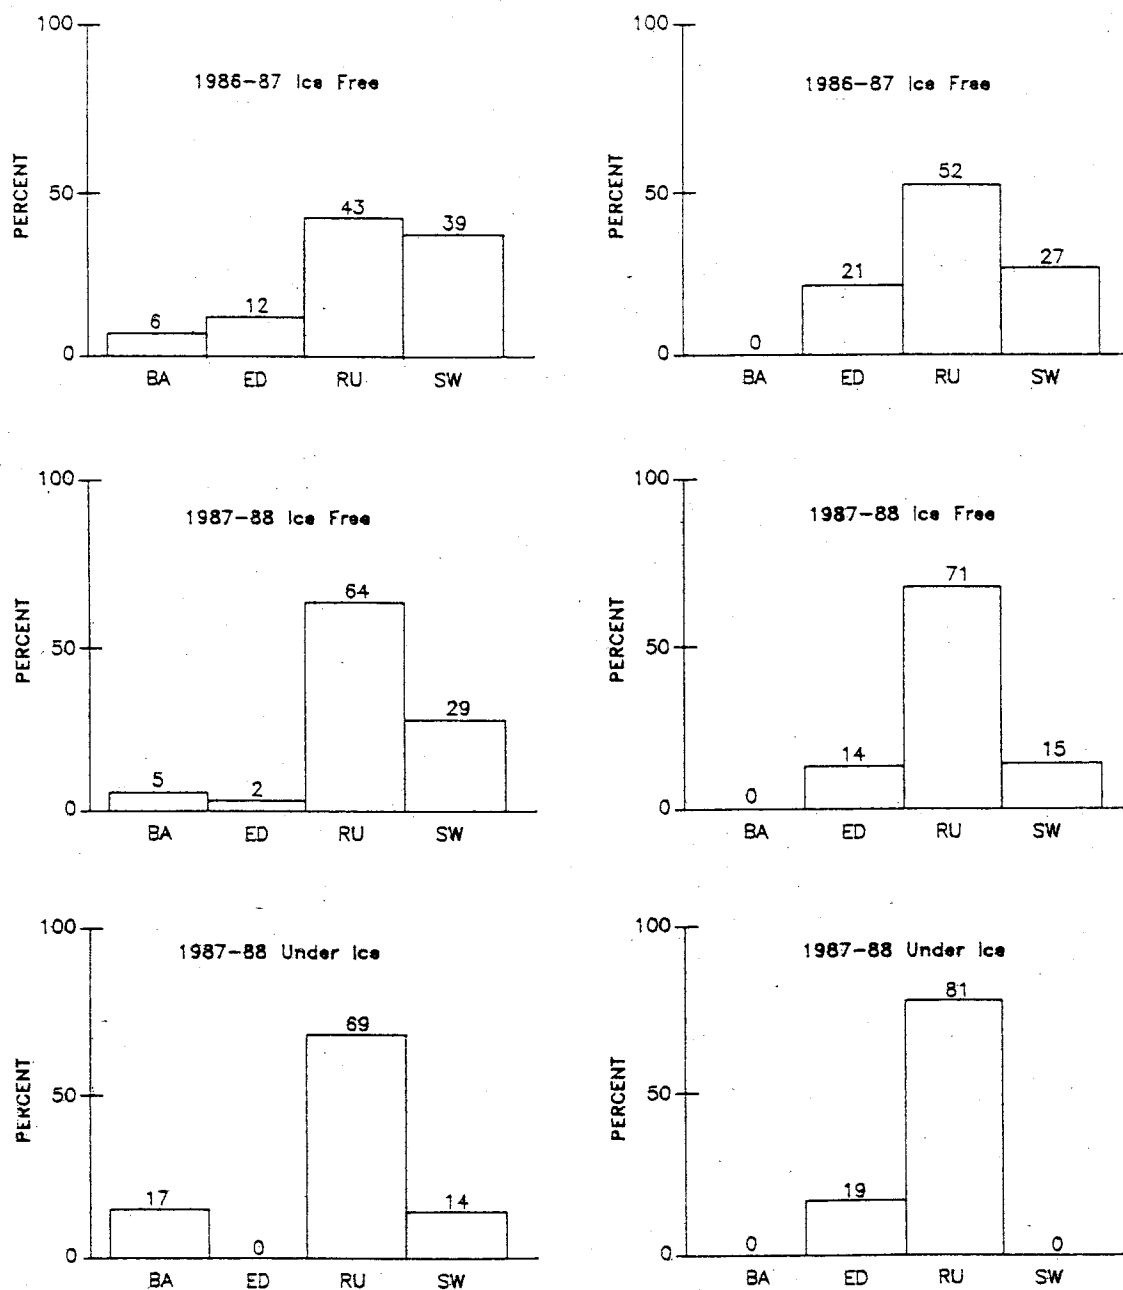 100
1986-87 Ice Free
PERCENT
50
43
39
12
6
0
BA ED RU SW
100
1986-87 Ice Free
PERCENT
50
52
27
21
0
0
BA ED RU SW
100
1987-88 Ice Free
64
PERCENT
50
29
5
2
0
BA ED RU SW
100
1987-88 Ice Free
71
PERCENT
50
14
15
0
0
BA ED RU SW
100
1987-88 Under Ice
69
PERCENT
50
17
14
0
0
BA ED RU SW
100
1987-88 Under Ice
81
PERCENT
50
19
0
0
0
BA ED RU SW